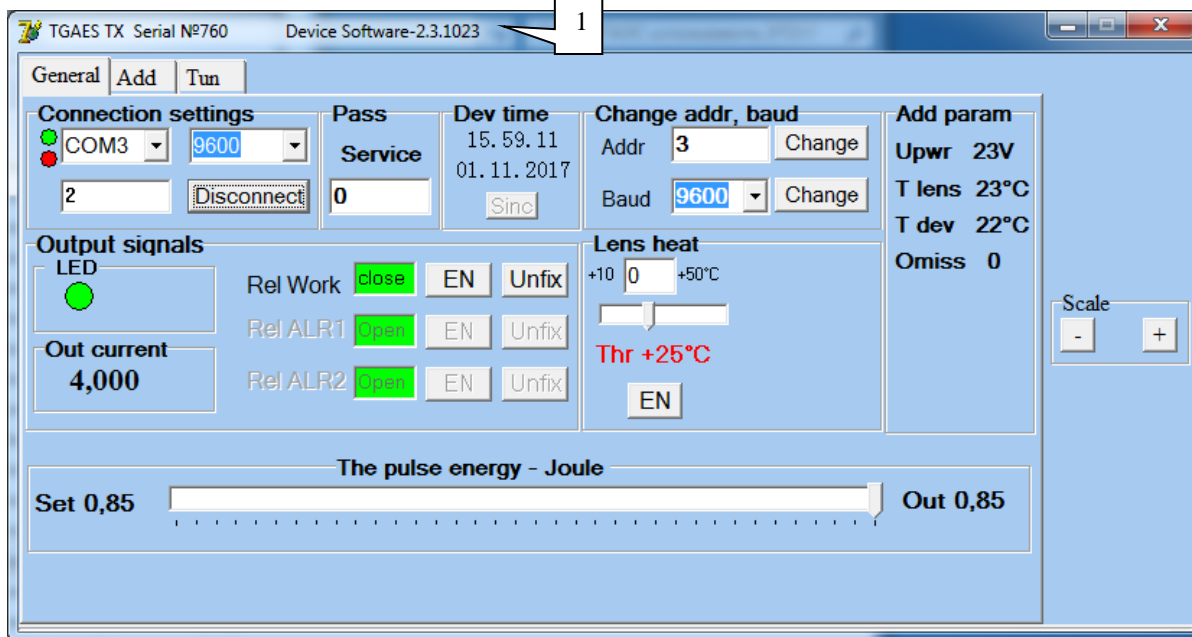 1
TGAES TX Serial №760 Device Software-2.3.1023
General Add Tun
Connection settings
COM3 9600
2 Disconnect
Pass
Service
0
Dev time
15.59.11
01.11.2017
Sinc
Change addr, baud
Addr 3 Change
Baud 9600 Change
Add param
Upwr 23V
T lens 23°C
T dev 22°C
Omiss 0
Output signals
LED
Out current
4,000
Rel Work close EN Unfix
Rel ALR1 Open EN Unfix
Rel ALR2 Open EN Unfix
Lens heat
+10 0 +50°C
Thr +25°C
EN
Scale
- +
The pulse energy - Joule
Set 0,85 Out 0,85